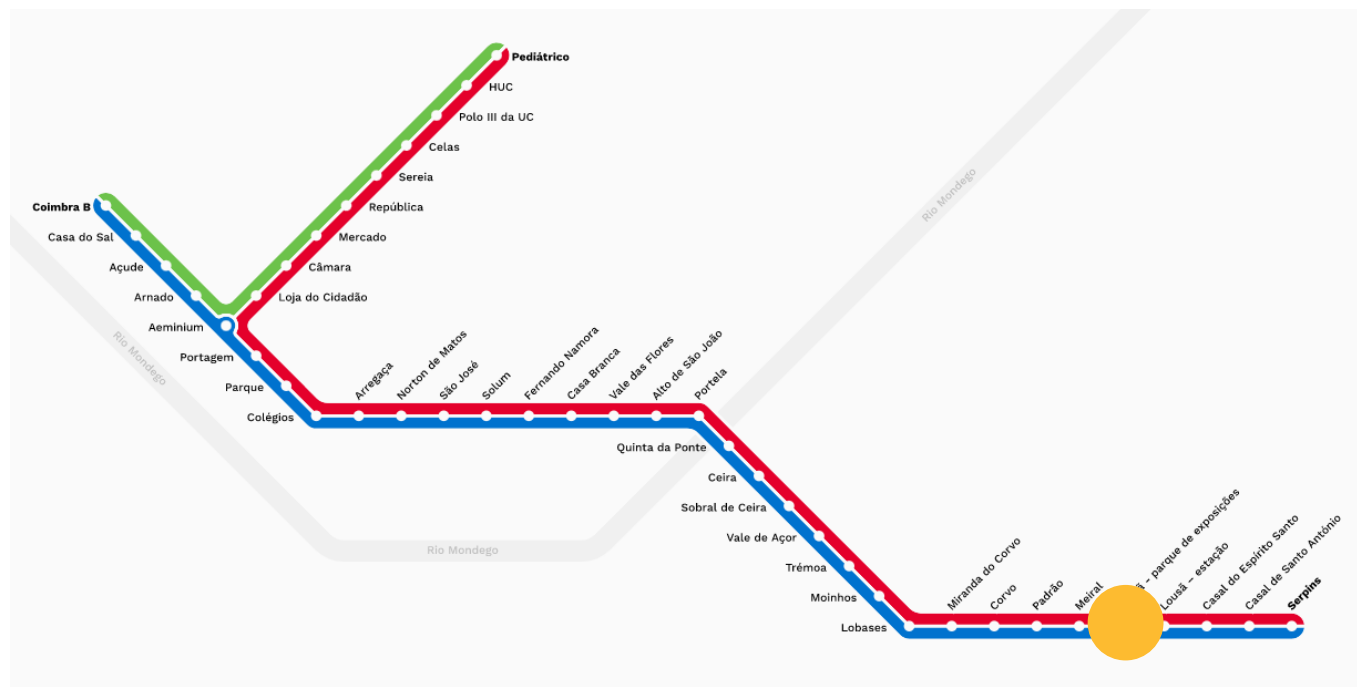 Pediátrico
HUC
Polo III da UC
Celas
Sereia
República
Mercado
Câmara
Loja do Cidadão
Coimbra B
Casa do Sal
Açude
Arnado
Aeminium
Portagem
Parque
Colégios
Arregaça
Norton de Matos
São José
Solum
Fernando Namora
Casa Branca
Vale das Flores
Alto de São João
Portela
Quinta da Ponte
Ceira
Sobral de Ceira
Vale de Açor
Trémoa
Moinhos
Lobases
Miranda do Corvo
Corvo
Padrão
Meiral
– parque de exposições
Lousã – estação
Casal do Espírito Santo
Casal de Santo António
Serpins
Rio Mondego
Rio Mondego
Rio Mondego